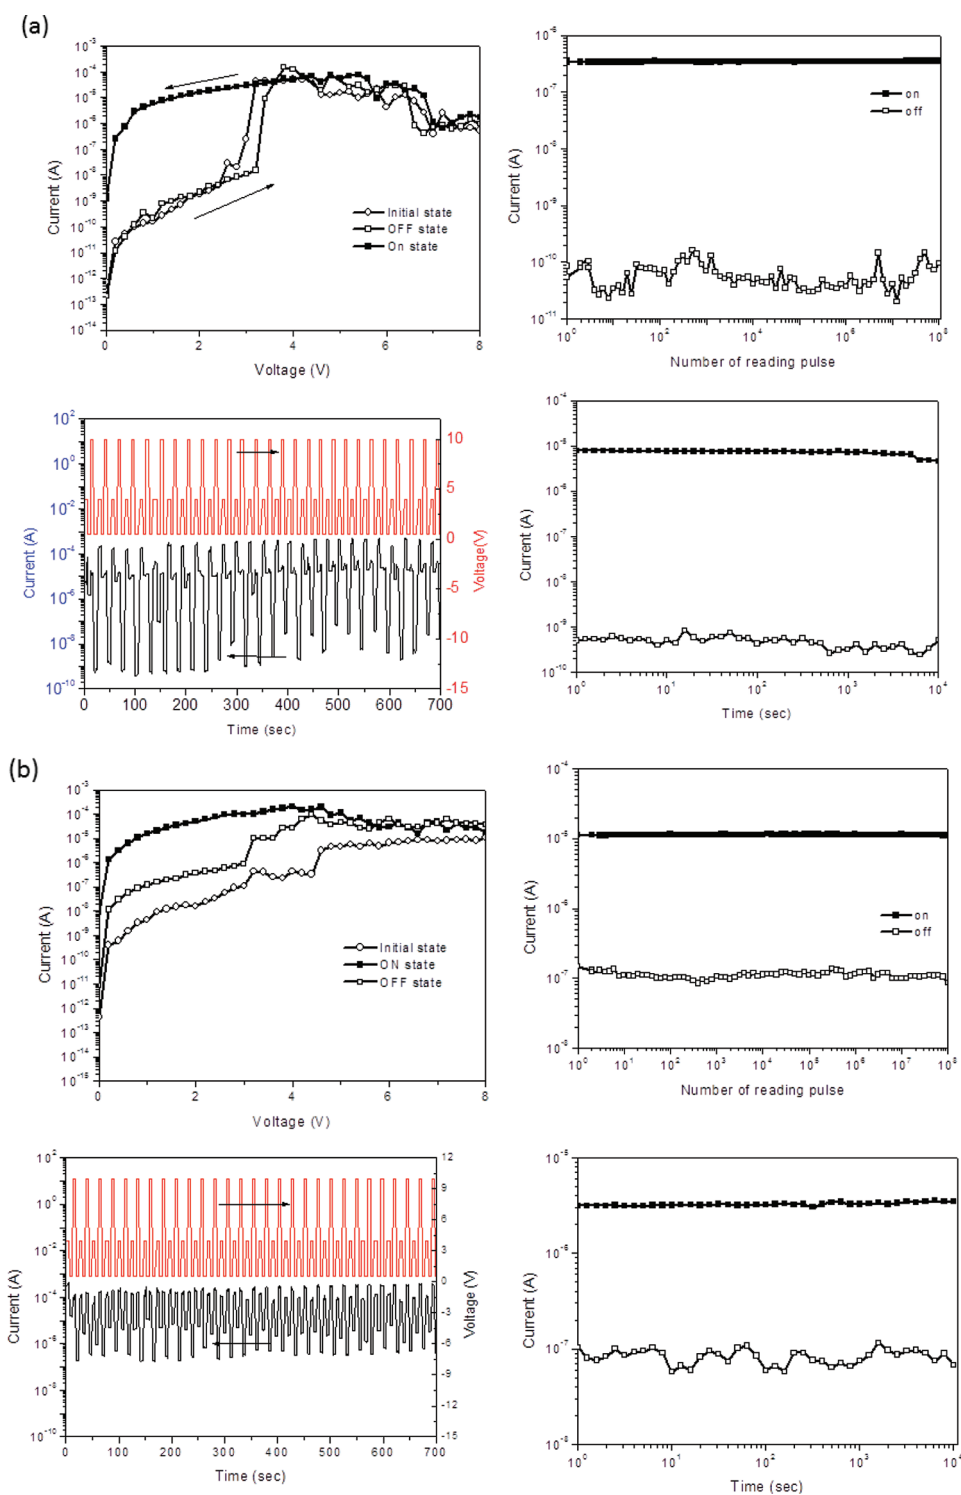 (a)
10⁻³
10⁻⁴
10⁻⁵
10⁻⁶
10⁻⁷
10⁻⁸
10⁻⁹
10⁻¹⁰
10⁻¹¹
10⁻¹²
10⁻¹³
10⁻¹⁴
Current (A)
Initial state
OFF state
On state
0 2 4 6 8
Voltage (V)
10⁻⁶
10⁻⁷
10⁻⁸
10⁻⁹
10⁻¹⁰
10⁻¹¹
Current (A)
on
off
10⁰ 10² 10⁴ 10⁶ 10⁸
Number of reading pulse
10²
10⁰
10⁻²
10⁻⁴
10⁻⁶
10⁻⁸
10⁻¹⁰
Current (A)
10
5
0
-5
-10
-15
Voltage(V)
0 100 200 300 400 500 600 700
Time (sec)
10⁻⁴
10⁻⁵
10⁻⁶
10⁻⁷
10⁻⁸
10⁻⁹
10⁻¹⁰
Current (A)
10⁰ 10¹ 10² 10³ 10⁴
Time (sec)
(b)
10⁻³
10⁻⁴
10⁻⁵
10⁻⁶
10⁻⁷
10⁻⁸
10⁻⁹
10⁻¹⁰
10⁻¹¹
10⁻¹²
10⁻¹³
10⁻¹⁴
10⁻¹⁵
Current (A)
Initial state
ON state
OFF state
0 2 4 6 8
Voltage (V)
10⁻⁴
10⁻⁵
10⁻⁶
10⁻⁷
10⁻⁸
Current (A)
on
off
10⁰ 10¹ 10² 10³ 10⁴ 10⁵ 10⁶ 10⁷ 10⁸
Number of reading pulse
10²
10⁰
10⁻²
10⁻⁴
10⁻⁶
10⁻⁸
10⁻¹⁰
Current (A)
12
9
6
3
0
-3
-6
-9
-12
-15
Voltage (V)
0 100 200 300 400 500 600 700
Time (sec)
10⁻⁵
10⁻⁶
10⁻⁷
10⁻⁸
Current (A)
10⁰ 10¹ 10² 10³ 10⁴
Time (sec)